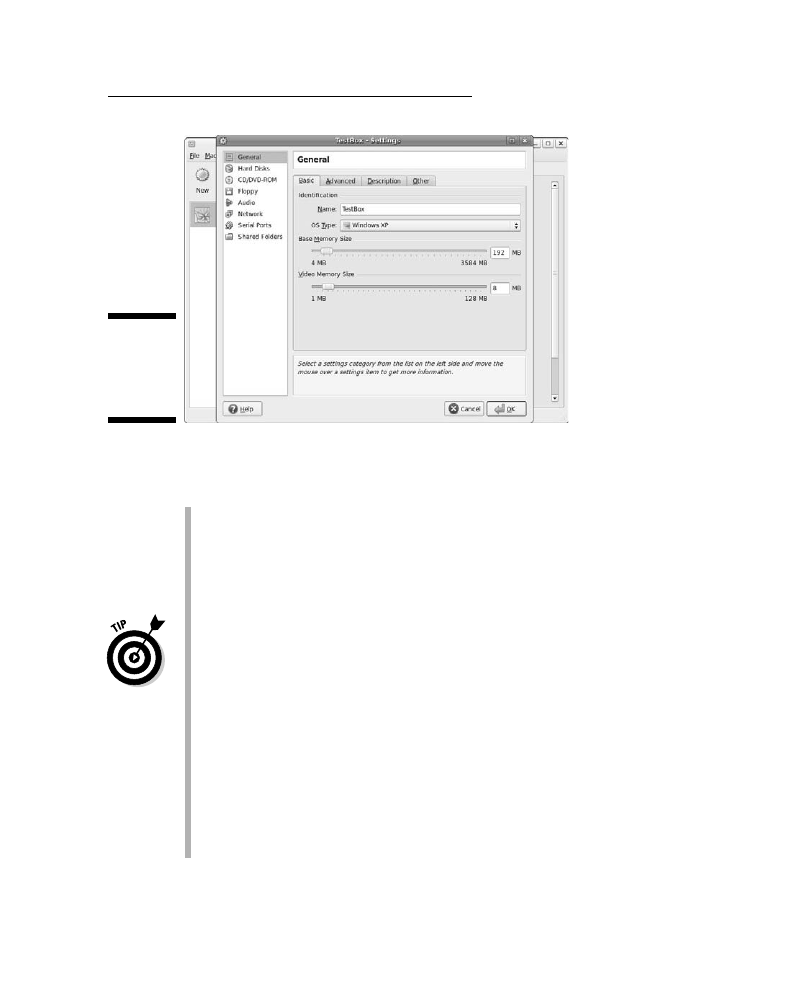 TestBox - Settings
File Mac
New
General
Hard Disks
CD/DVD-ROM
Floppy
Audio
Network
Serial Ports
Shared Folders
General
Basic Advanced Description Other
Identification
Name: TestBox
OS Type: Windows XP
Base Memory Size
192 MB
4 MB 3584 MB
Video Memory Size
8 MB
1 MB 128 MB
Select a settings category from the list on the left side and move the
mouse over a settings item to get more information.
Help Cancel OK
TIP